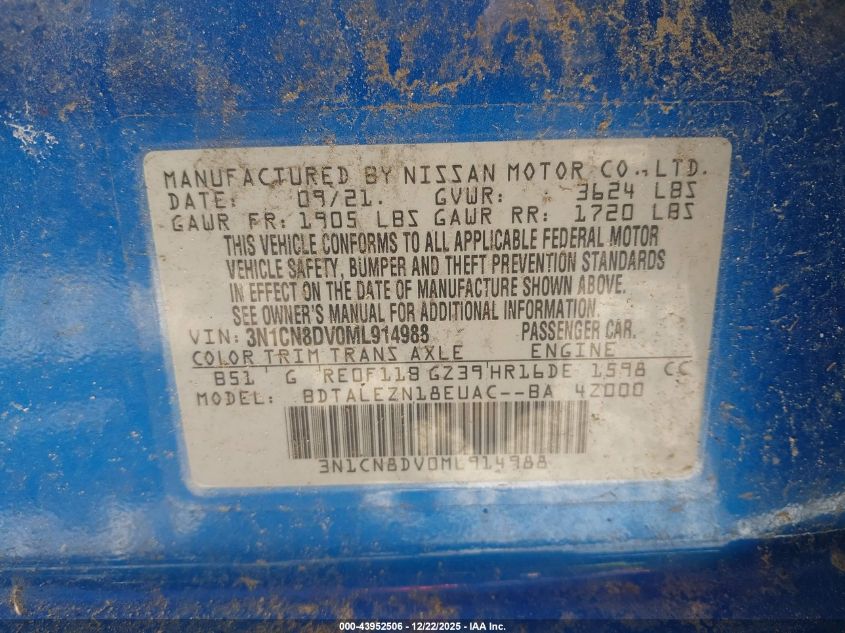 MANUFACTURED BY NISSAN MOTOR CO., LTD.
DATE: 09/21. GVWR: 3624 LBS
GAWR FR: 1905 LBS GAWR RR: 1720 LBS
THIS VEHICLE CONFORMS TO ALL APPLICABLE FEDERAL MOTOR
VEHICLE SAFETY, BUMPER AND THEFT PREVENTION STANDARDS
IN EFFECT ON THE DATE OF MANUFACTURE SHOWN ABOVE.
SEE OWNER'S MANUAL FOR ADDITIONAL INFORMATION.
VIN: 3N1CN8DV0ML914988 PASSENGER CAR.
COLOR TRIM TRANS AXLE ENGINE
B51 G RE0F11B GZ39 HR16DE 1598 CC
MODEL: BDTALEZN18EUAC--BA 4Z000
3N1CN8DV0ML914988
000-43952506 - 12/22/2025 - IAA Inc.